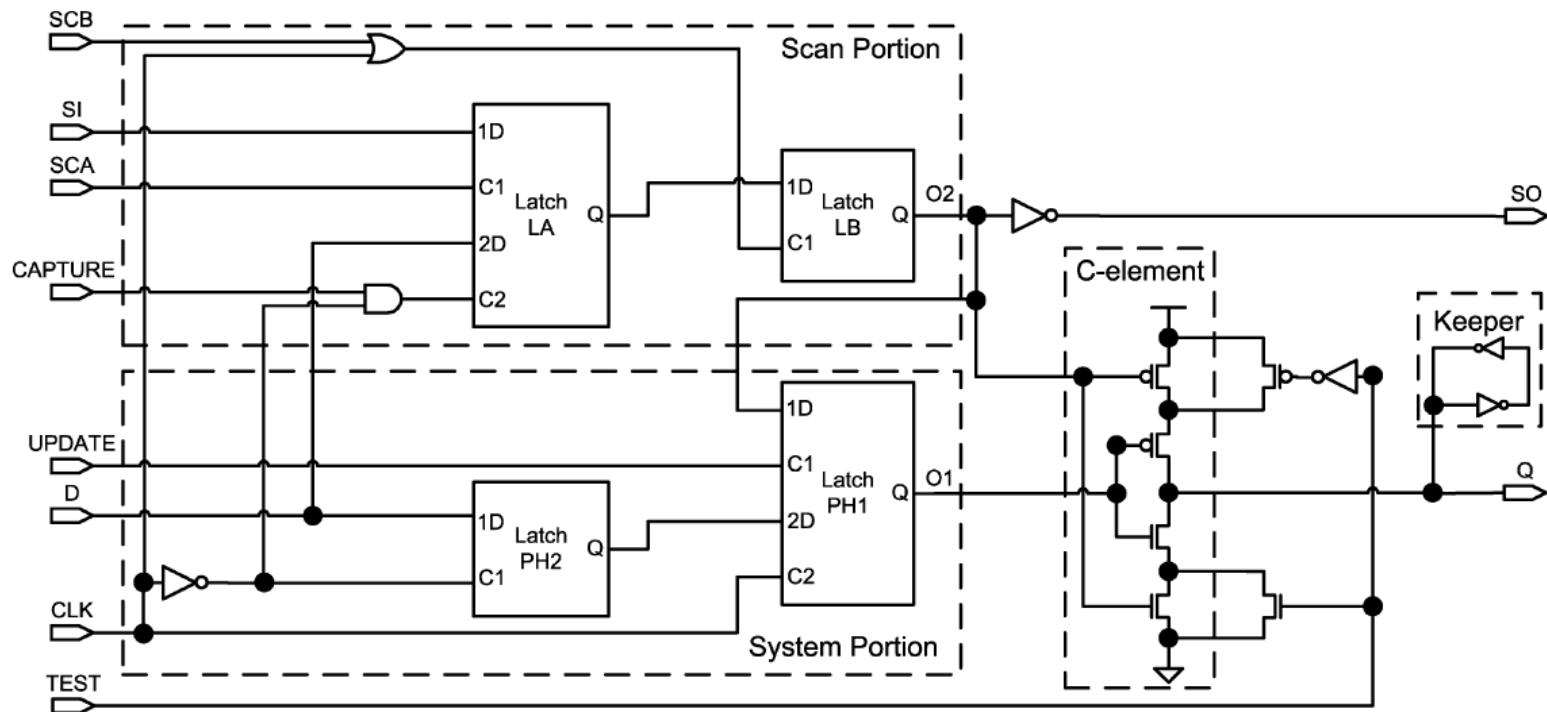 SCB
Scan Portion
SI
1D
SCA
C1
Latch
LA
Q
1D
Latch
LB
Q
O2
SO
2D
C1
CAPTURE
C2
C-element
Keeper
1D
UPDATE
C1
Latch
PH1
Q
O1
Q
D
1D
Latch
PH2
Q
2D
C1
C2
CLK
System Portion
TEST